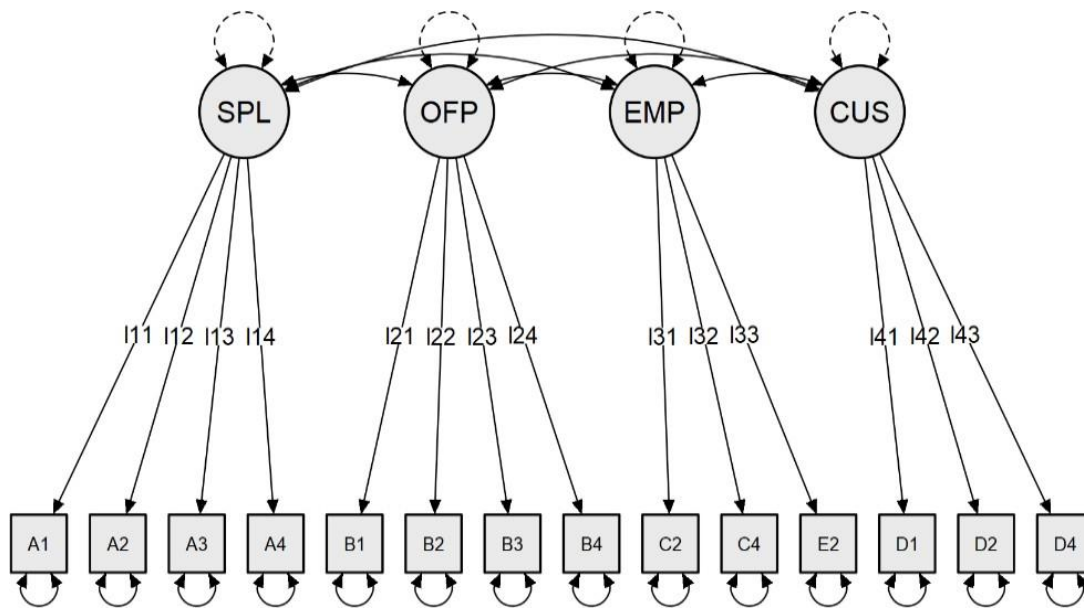 SPL OFP EMP CUS
l11 l12 l13 l14 l21 l22 l23 l24 l31 l32 l33 l41 l42 l43
A1 A2 A3 A4 B1 B2 B3 B4 C2 C4 E2 D1 D2 D4